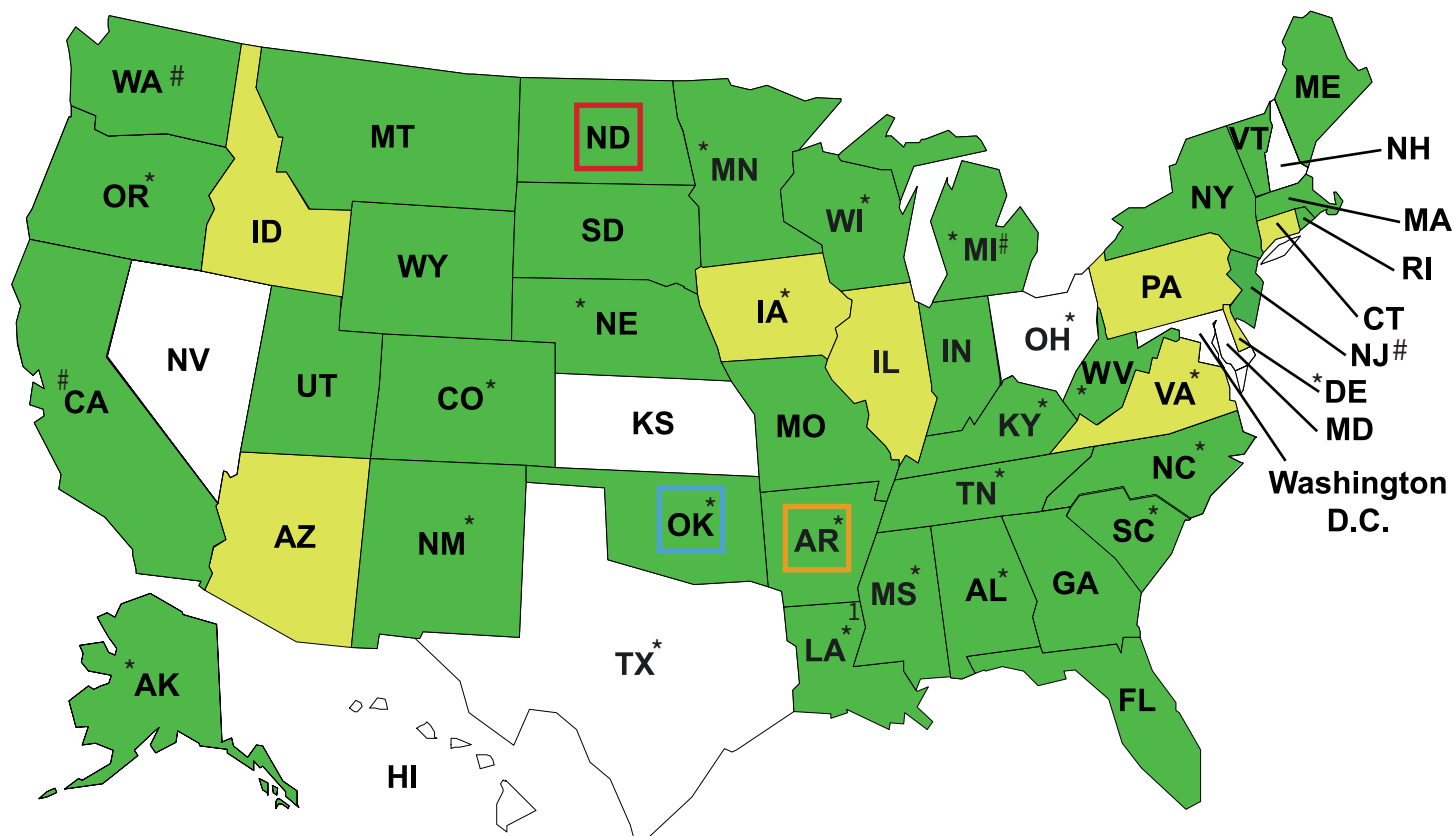 WA #
ME
MT
ND
VT
*MN
NH
OR*
NY
WI*
MA
ID
SD
*MI#
RI
WY
PA
IA*
*NE
CT
OH*
NJ#
NV
IN
IL
WV*
UT
CO*
*DE
#CA
VA*
KS
MO
KY*
MD
NC*
Washington
D.C.
TN*
OK*
AR*
SC*
AZ
NM*
MS*
AL*
GA
1
LA*
TX*
*AK
FL
HI